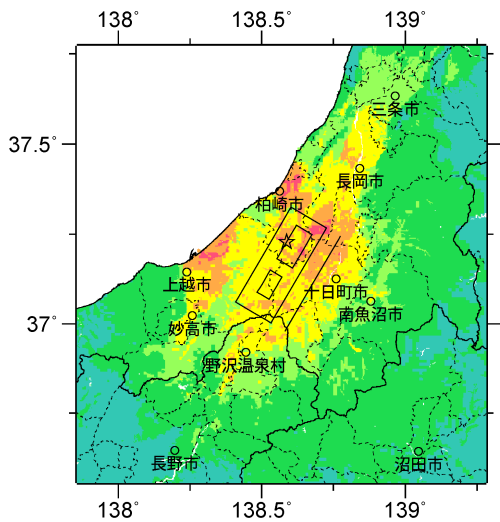 138°
138.5°
139°
三条市
37.5°
長岡市
柏崎市
上越市
十日町市
南魚沼市
37°
妙高市
野沢温泉村
長野市
沼田市
138°
138.5°
139°